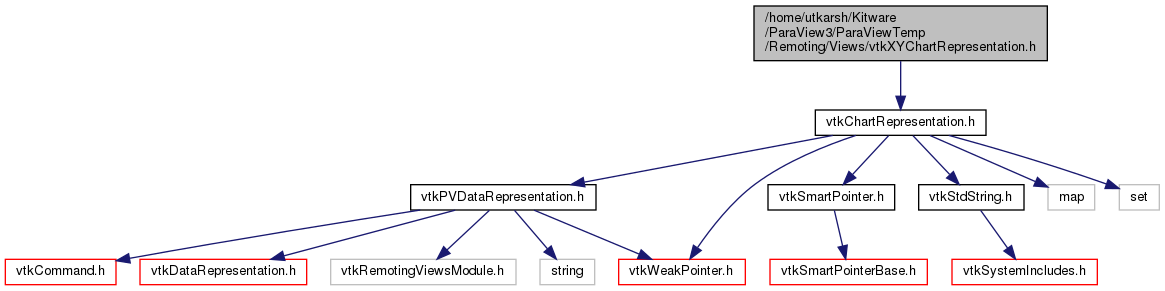 /home/utkarsh/Kitware
/ParaView3/ParaViewTemp
/Remoting/Views/vtkXYChartRepresentation.h
vtkChartRepresentation.h
vtkPVDataRepresentation.h
vtkSmartPointer.h
vtkStdString.h
map
set
vtkCommand.h
vtkDataRepresentation.h
vtkRemotingViewsModule.h
string
vtkWeakPointer.h
vtkSmartPointerBase.h
vtkSystemIncludes.h